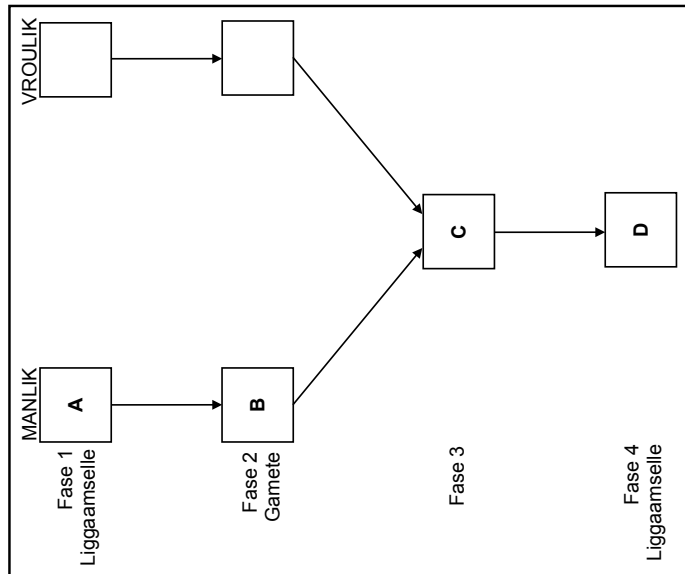 MANLIK
VROULIK
Fase 1
Liggaamselle
A
Fase 2
Gamete
B
Fase 3
C
Fase 4
Liggaamselle
D